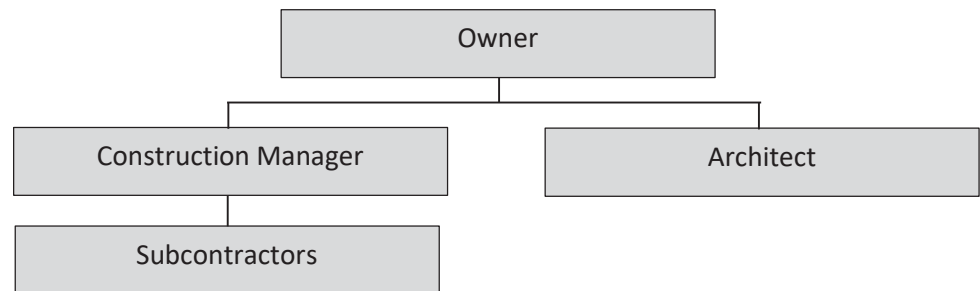 Owner
Construction Manager
Architect
Subcontractors